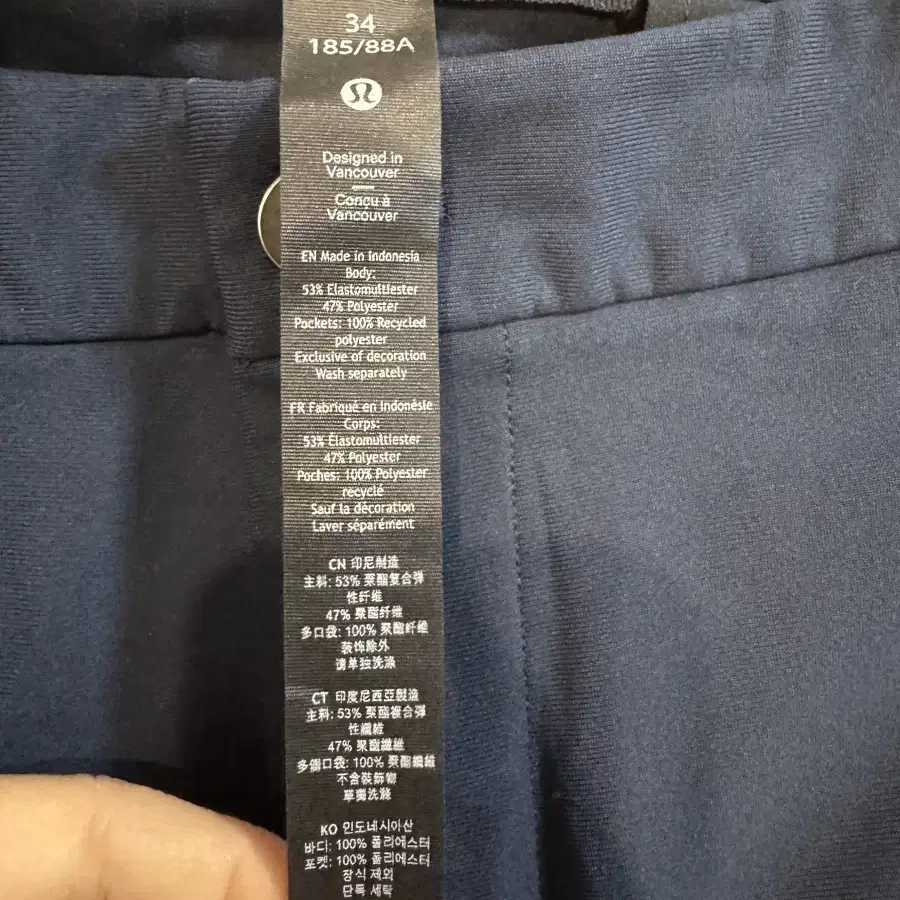 34
185/88A
Designed in
Vancouver
Conçu à
Vancouver
EN Made in Indonesia
Body:
53% Elastomultiester
47% Polyester
Pockets: 100% Recycled
polyester
Exclusive of decoration
Wash separately
FR Fabriqué en Indonésie
Corps:
53% Élastomultiester
47% Polyester
Poches: 100% Polyester
recyclé
Sauf la décoration
Laver séparément
CN 印尼制造
主料: 53% 聚酯复合弹
性纤维
47% 聚酯纤维
多口袋: 100% 聚酯纤维
装饰除外
请单独洗涤
CT 印度尼西亞製造
主料: 53% 聚酯複合彈
性纖維
47% 聚酯纖維
多個口袋: 100% 聚酯纖維
不含裝飾物
單獨洗滌
KO 인도네시아산
바디: 100% 폴리에스터
포켓: 100% 폴리에스터
장식 제외
단독 세탁